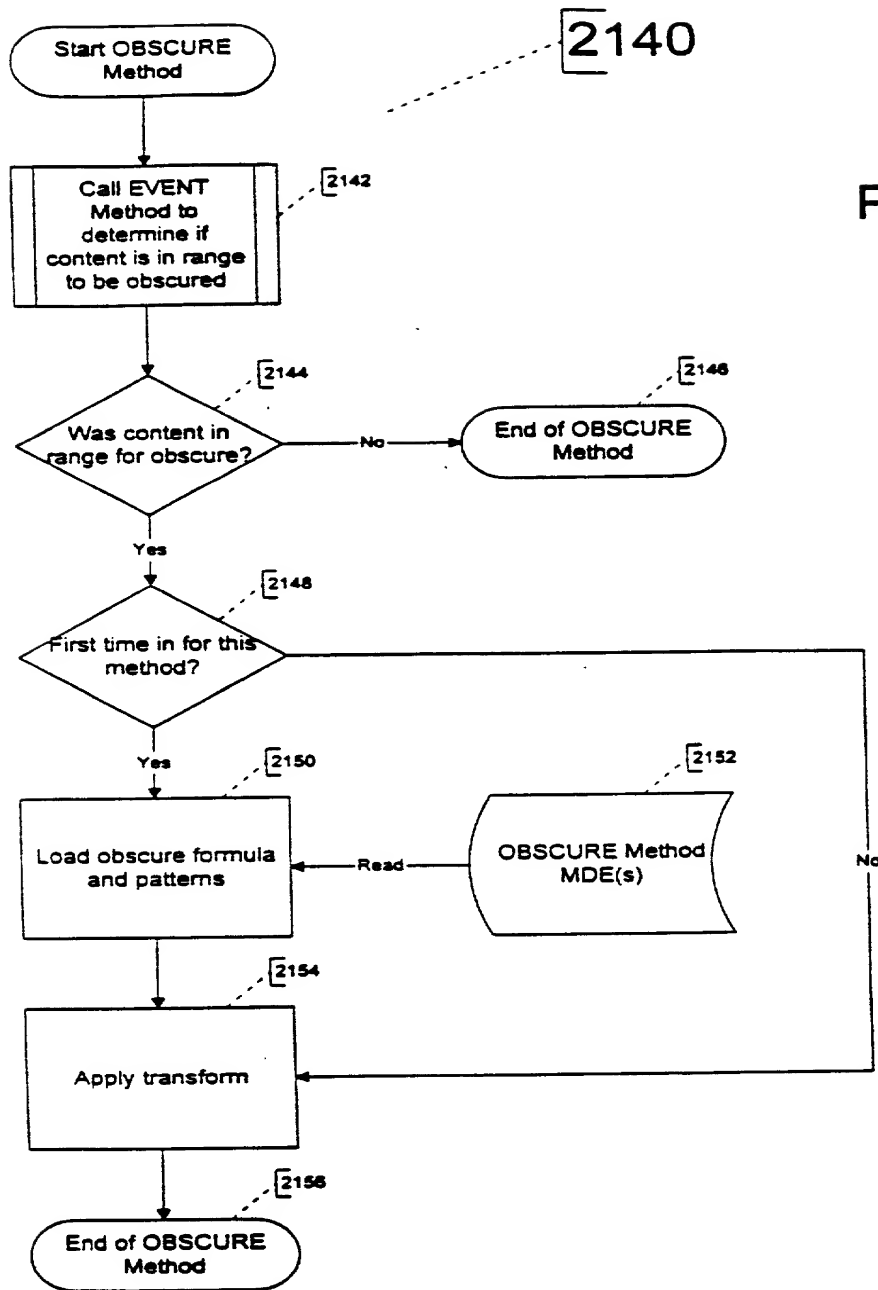 Start OBSCURE
Method
2140
Call EVENT
Method to
determine if
content is in range
to be obscured
2142
F
2144
Was content in
range for obscure?
No
2146
End of OBSCURE
Method
Yes
2148
First time in for this
method?
Yes
2150
2152
Load obscure formula
and patterns
Read
OBSCURE Method
MDE(s)
No
2154
Apply transform
2156
End of OBSCURE
Method